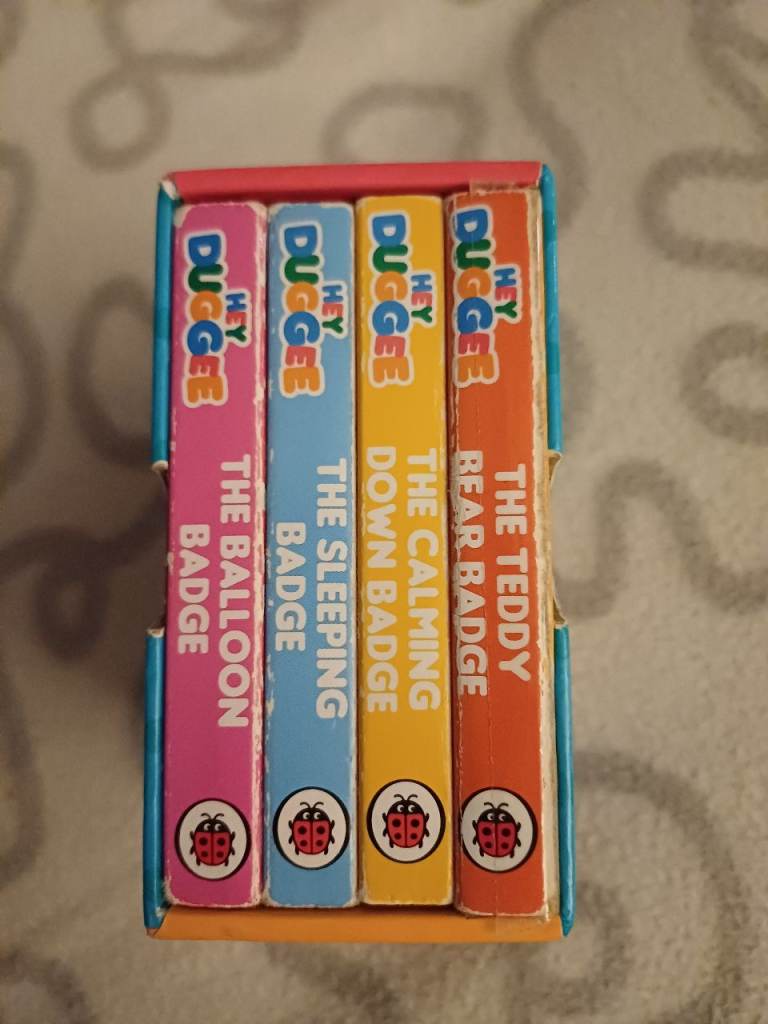 HEY
DUGGEE
THE BALLOON
BADGE
HEY
DUGGEE
THE SLEEPING
BADGE
HEY
DUGGEE
THE CALMING
DOWN BADGE
HEY
DUGGEE
THE TEDDY
BEAR BADGE